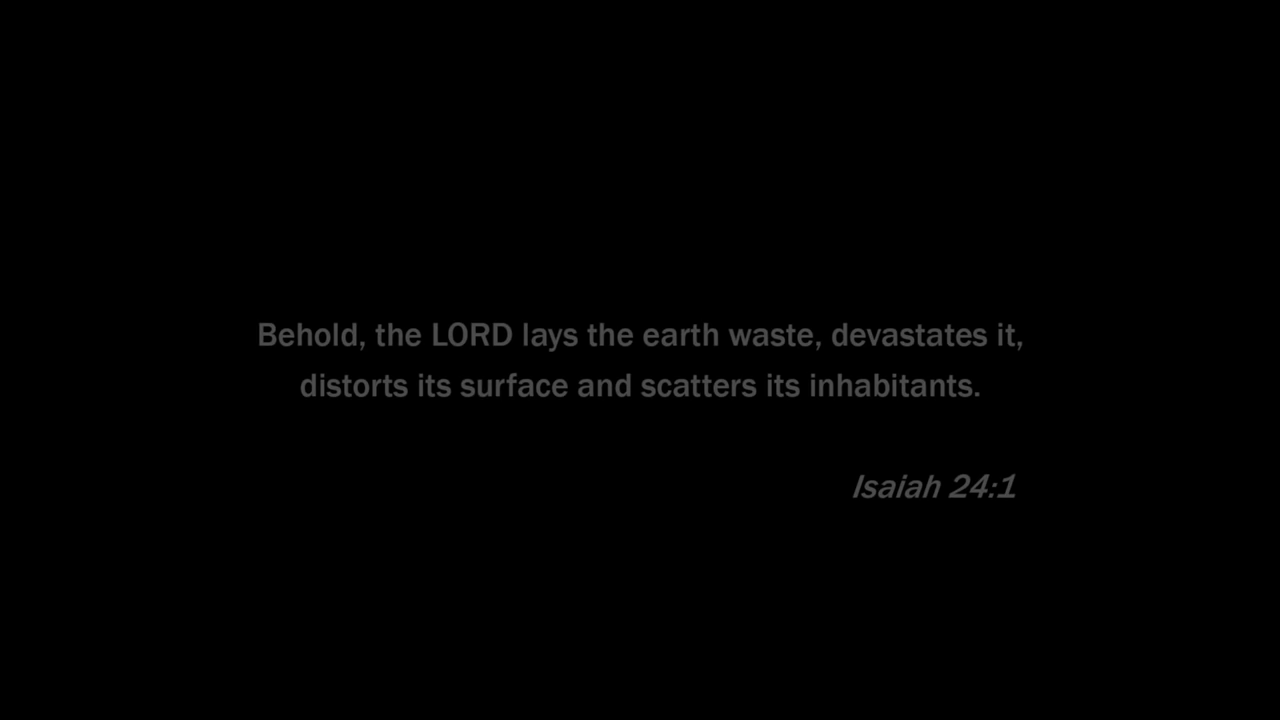 Behold, the LORD lays the earth waste, devastates it,
distorts its surface and scatters its inhabitants.
Isaiah 24:1